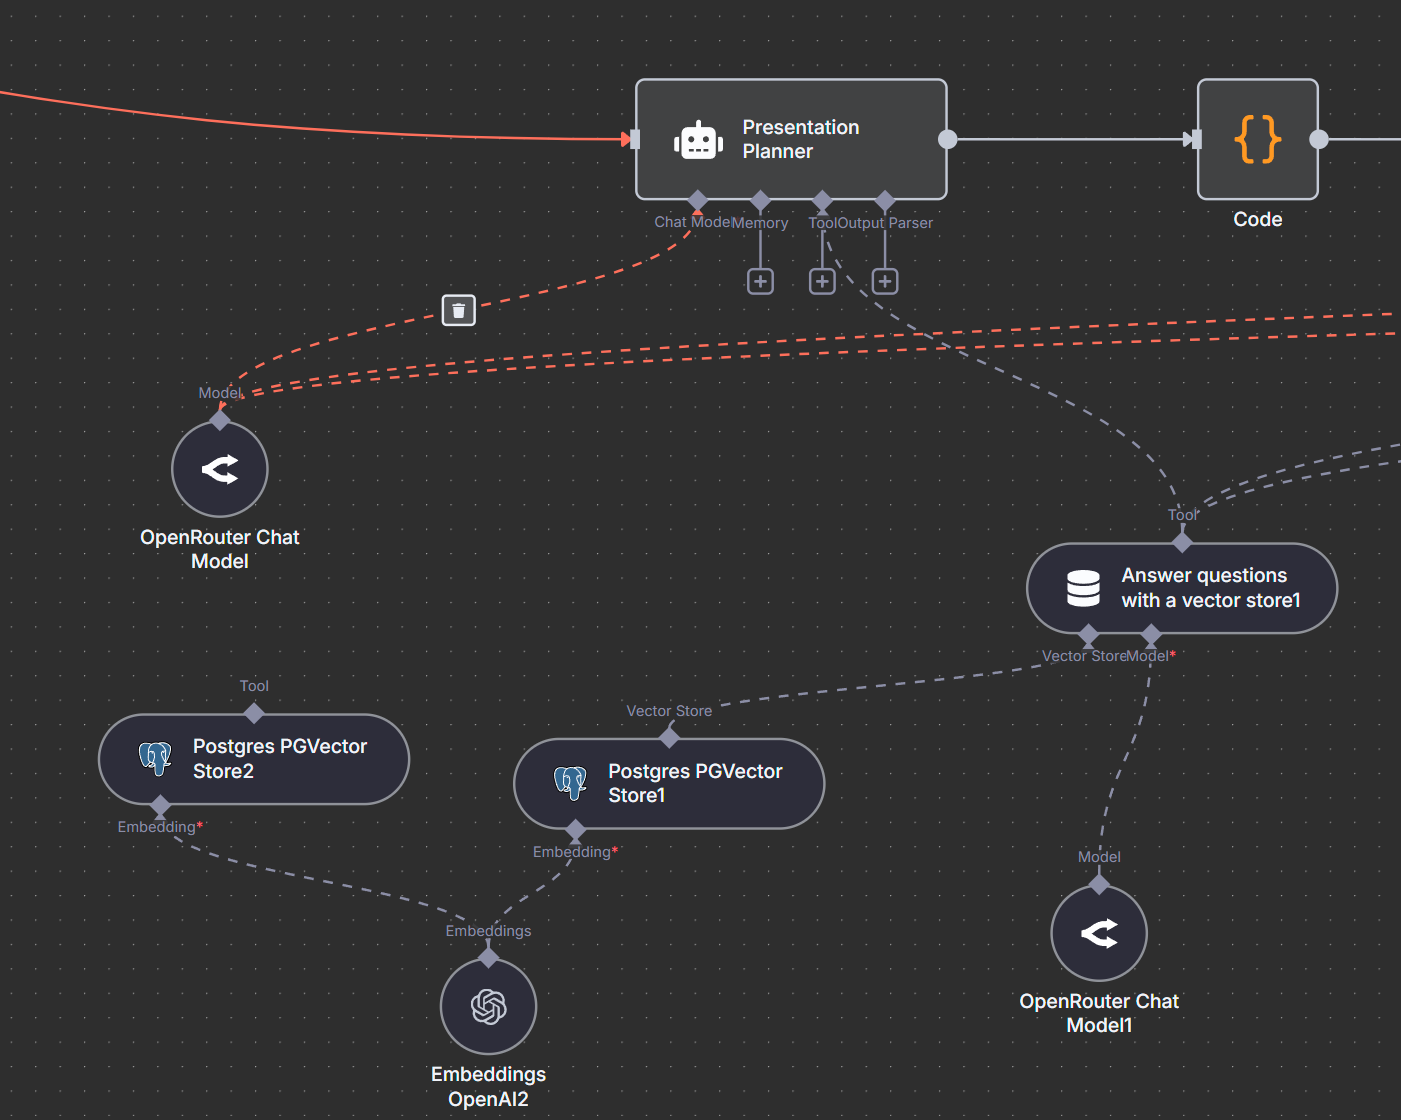 Presentation
Planner
Chat Model
Memory
Tool
Output Parser
Code
Model
OpenRouter Chat
Model
Tool
Answer questions
with a vector store1
Vector Store
Model*
Tool
Postgres PGVector
Store2
Embedding*
Vector Store
Postgres PGVector
Store1
Embedding*
Model
OpenRouter Chat
Model1
Embeddings
Embeddings
OpenAI2